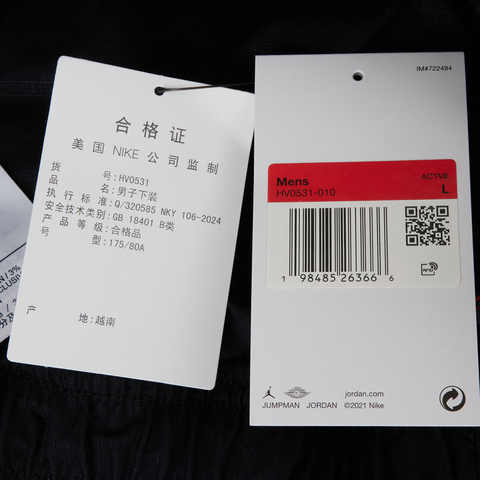 合格证
美国 NIKE 公司监制
货号:HV0531
品名:男子下装
执行标准:Q/320585 NKY 106-2024
安全技术类别:GB 18401 B类
产品等级:合格品
号型:175/80A
产地:越南
IM#722494
Mens
ACTVE
HV0531-010
L
RFID
1 98485 26366 6
JUMPMAN JORDAN
jordan.com
©2021 Nike